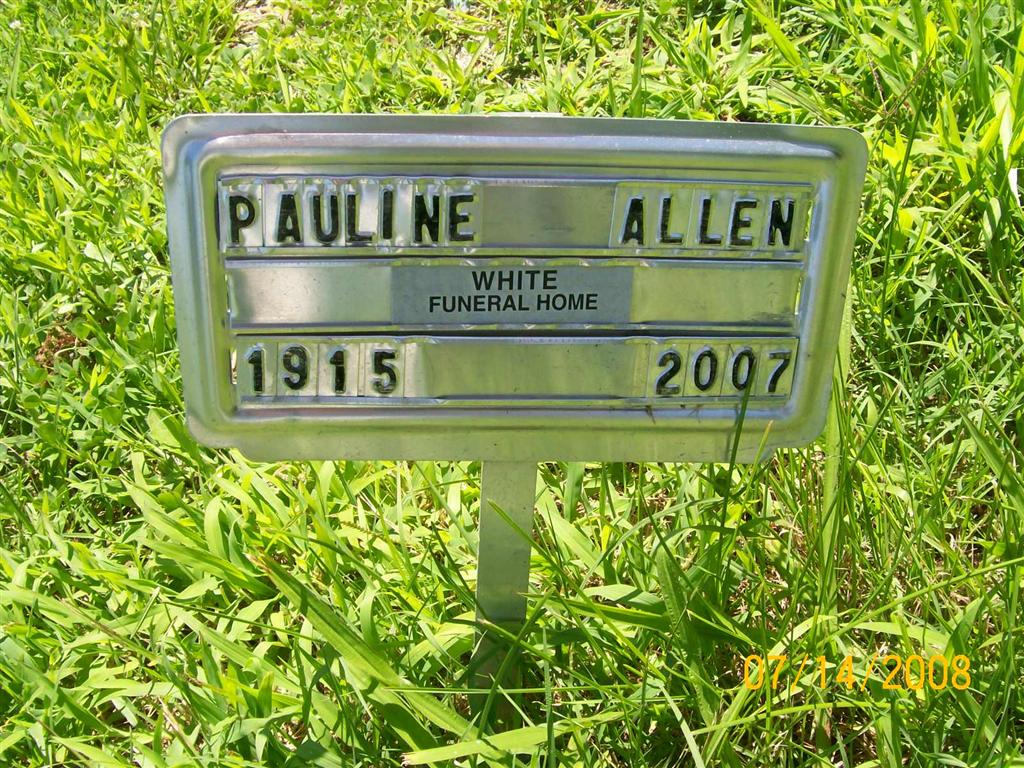 PAULINE ALLEN
WHITE
FUNERAL HOME
1915 2007
07/14/2008